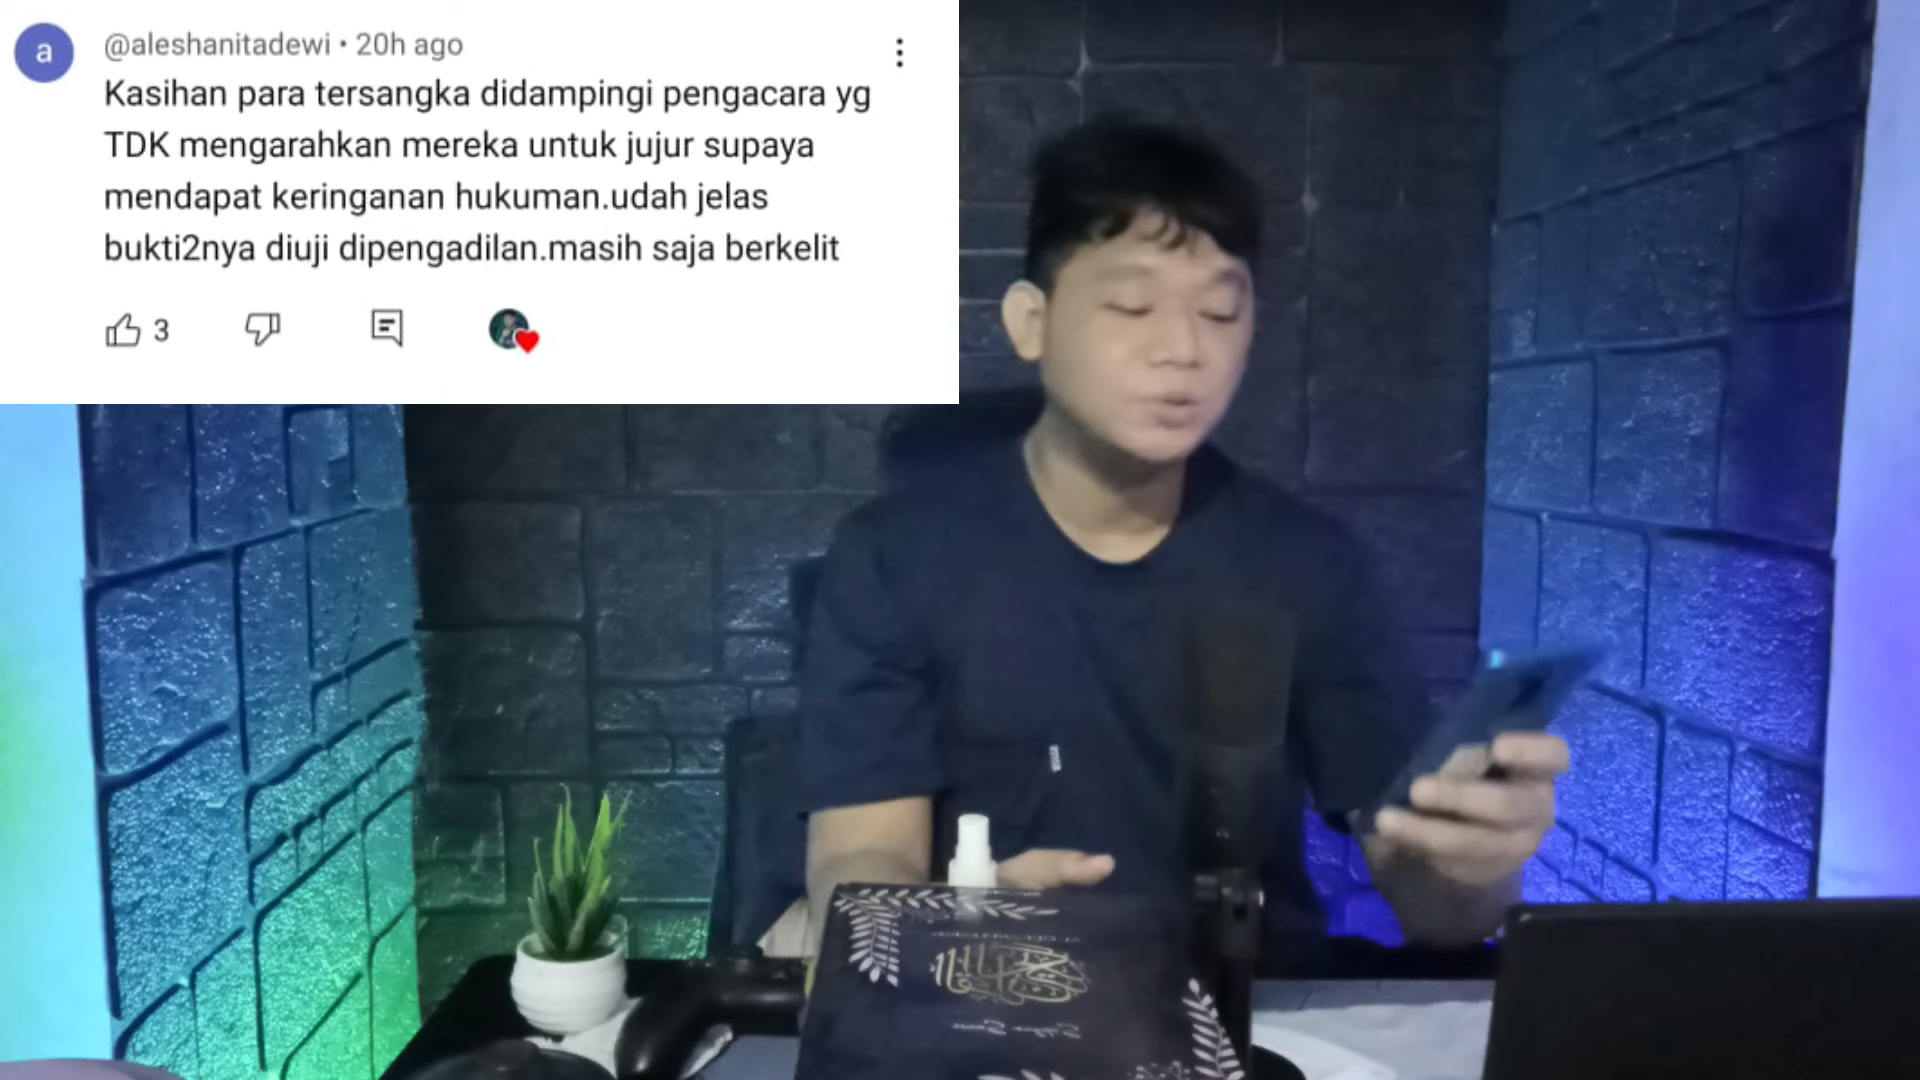 a
@aleshanitadewi • 20h ago
Kasihan para tersangka didampingi pengacara yg
TDK mengarahkan mereka untuk jujur supaya
mendapat keringanan hukuman.udah jelas
bukti2nya diuji dipengadilan.masih saja berkelit
3